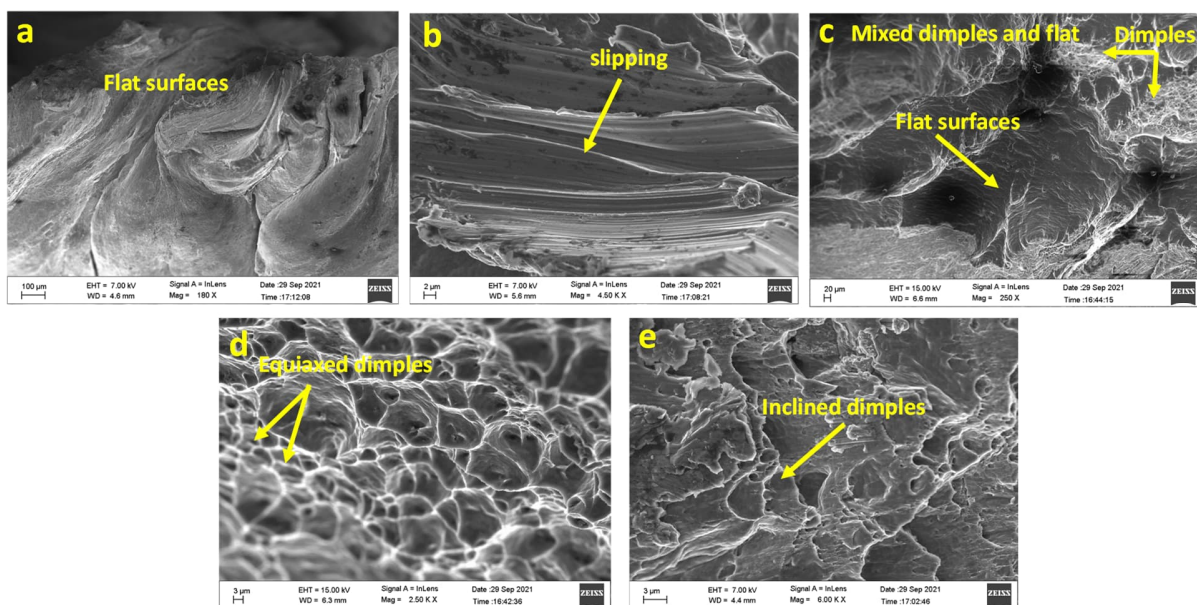 a
Flat surfaces
100 µm
EHT = 7.00 kV
WD = 4.6 mm
Signal A = InLens
Mag = 180 X
Date :29 Sep 2021
Time :17:12:08
ZEISS
b
slipping
2 µm
EHT = 7.00 kV
WD = 5.6 mm
Signal A = InLens
Mag = 4.50 K X
Date :29 Sep 2021
Time :17:08:21
ZEISS
c
Mixed dimples and flat
Dimples
Flat surfaces
20 µm
EHT = 15.00 kV
WD = 6.6 mm
Signal A = InLens
Mag = 250 X
Date :29 Sep 2021
Time :16:44:15
ZEISS
d
Equiaxed dimples
3 µm
EHT = 15.00 kV
WD = 6.3 mm
Signal A = InLens
Mag = 2.50 K X
Date :29 Sep 2021
Time :16:42:36
ZEISS
e
Inclined dimples
3 µm
EHT = 7.00 kV
WD = 4.4 mm
Signal A = InLens
Mag = 6.00 K X
Date :29 Sep 2021
Time :17:02:46
ZEISS